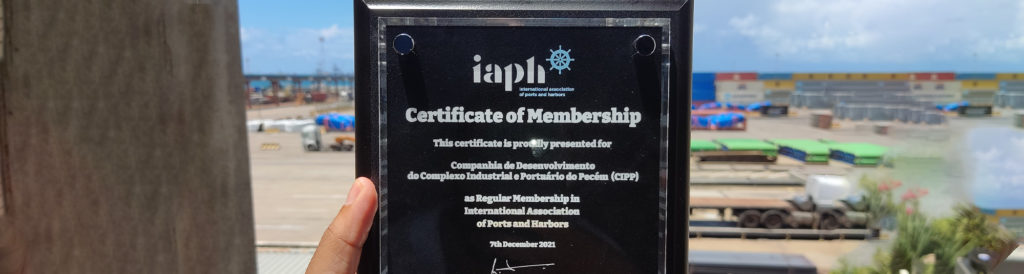 iaph
international association
of ports and harbors
Certificate of Membership
This certificate is proudly presented for
Companhia de Desenvolvimento
do Complexo Industrial e Portuário do Pecém (CIPP)
as Regular Membership in
International Association
of Ports and Harbors
7th December 2021